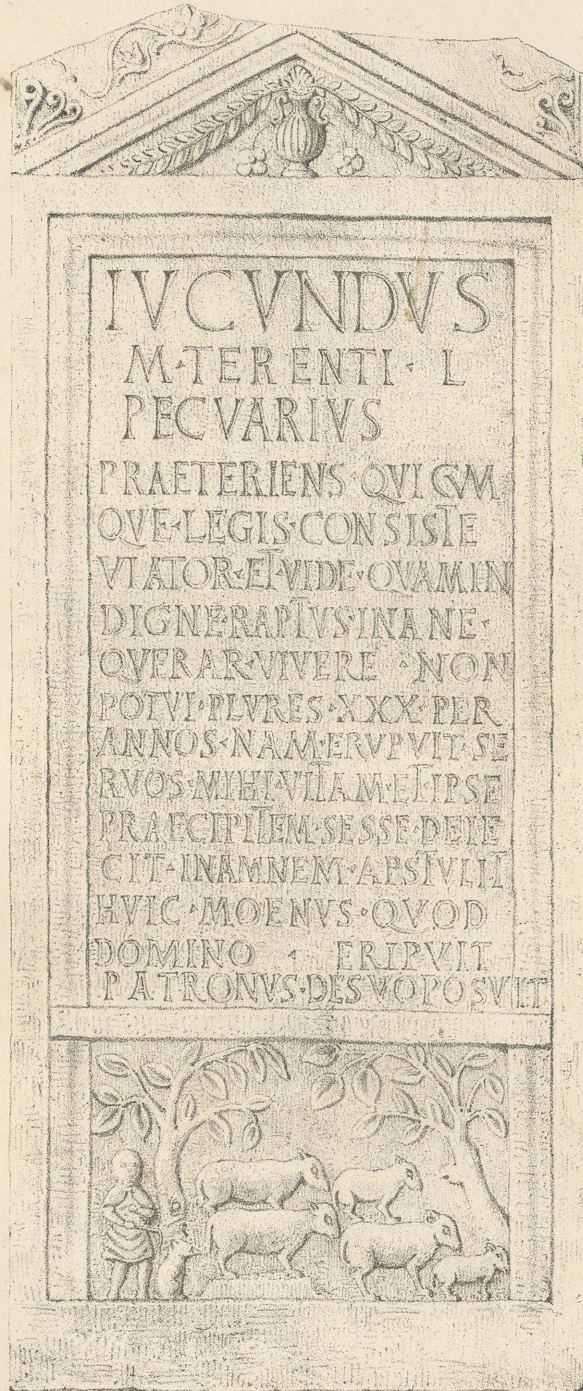 IVCVNDVS
M·TERENTI·L
PECVARIVS
PRAETERIENS·QVICVM
QVE·LEGIS·CONSISTE
VIATOR·ET·VIDE·QVAM·IN
DIGNE·RAPTVS·INANE·
QVERAR·VIVERE·NON
POTVI·PLVRES·XXX·PER
ANNOS·NAM·ERVPVIT·SE
RVOS·MIHI·VITAM·ET·IPSE
PRAECIPITEM·SESSE·DEIE
CIT·INAMNEM·APSTVLIT
HVIC·MOENVS·QVOD
DOMINO · ERIPVIT
PATRONVS·DE SVO POSVIT